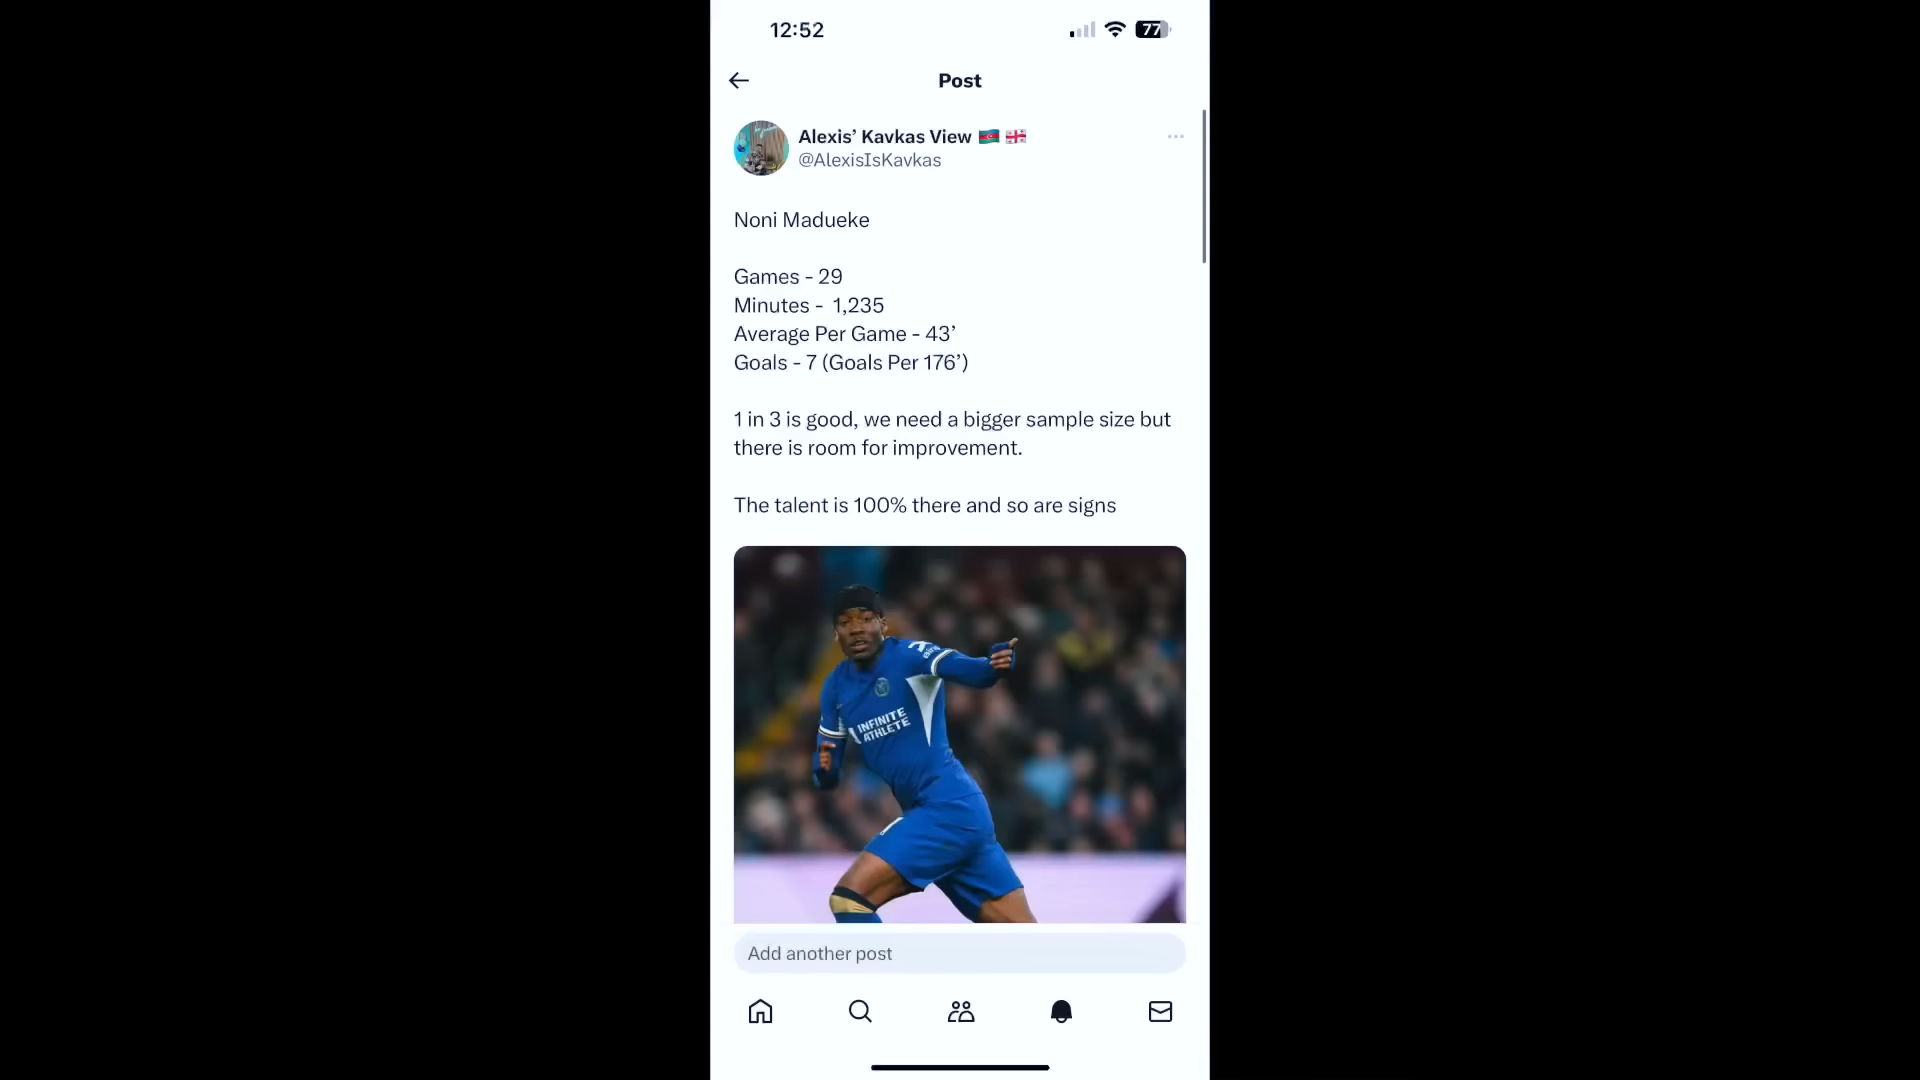 12:52
77
Post
Alexis’ Kavkas View 🇦🇿 🇬🇪
@AlexisIsKavkas
Noni Madueke
Games - 29
Minutes -  1,235
Average Per Game - 43’
Goals - 7 (Goals Per 176’)
1 in 3 is good, we need a bigger sample size but
there is room for improvement.
The talent is 100% there and so are signs
INFINITE
ATHLETE
Add another post